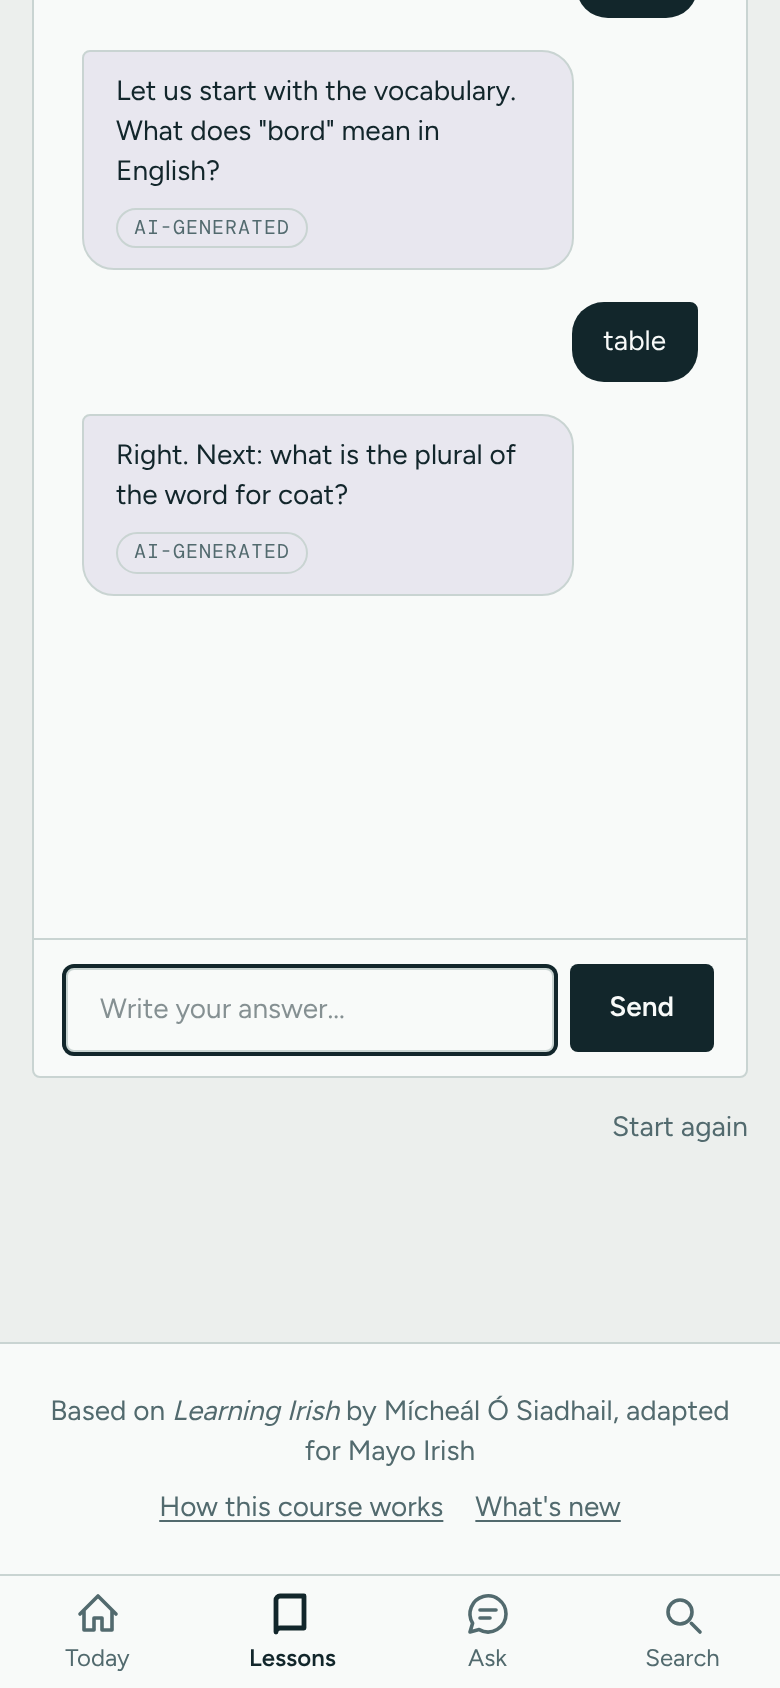 Let us start with the vocabulary.
What does "bord" mean in
English?
AI-GENERATED
table
Right. Next: what is the plural of
the word for coat?
AI-GENERATED
Write your answer...
Send
Start again
Based on Learning Irish by Mícheál Ó Siadhail, adapted
for Mayo Irish
How this course works What's new
Today Lessons Ask Search